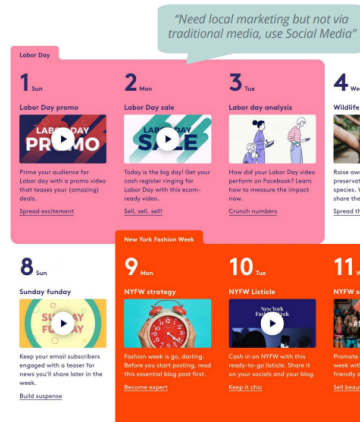 "Need local marketing but not via
traditional media, use Social Media"
Labor Day
1 Sun
Labor Day promo
LABOR DAY
PROMO
Prime your audience for
Labor day with a promo video
that teases your (amazing)
deals.
Spread excitement
2 Mon
Labor Day sale
LABOR DAY
SALE
Today is the big day! Get your
cash register ringing for
Labor Day with this ecom-
ready video.
Sell, sell, sell!
3 Tue
Labor day analysis
How did your Labor Day video
perform on Facebook? Learn
how to measure the impact
now.
Crunch numbers
4 We
Wildlife
Raise aw
preservat
species. 
share the
Spread th
8 Sun
Sunday funday
SUNDAY
FUNDAY
Keep your email subscribers
engaged with a teaser for
news you'll share later in the
week.
Build suspense
New York Fashion Week
9 Mon
NYFW strategy
Fashion week is go, darling.
Before you start posting, read
this essential blog post first.
Become expert
10 Tue
NYFW Listicle
New York
Fashion Week
Cash in on NYFW with this
ready-to-go listicle. Share it
on your socials and your blog.
Keep it chic
11 We
NYFW s
Promote
week with
friendly
Sell beau